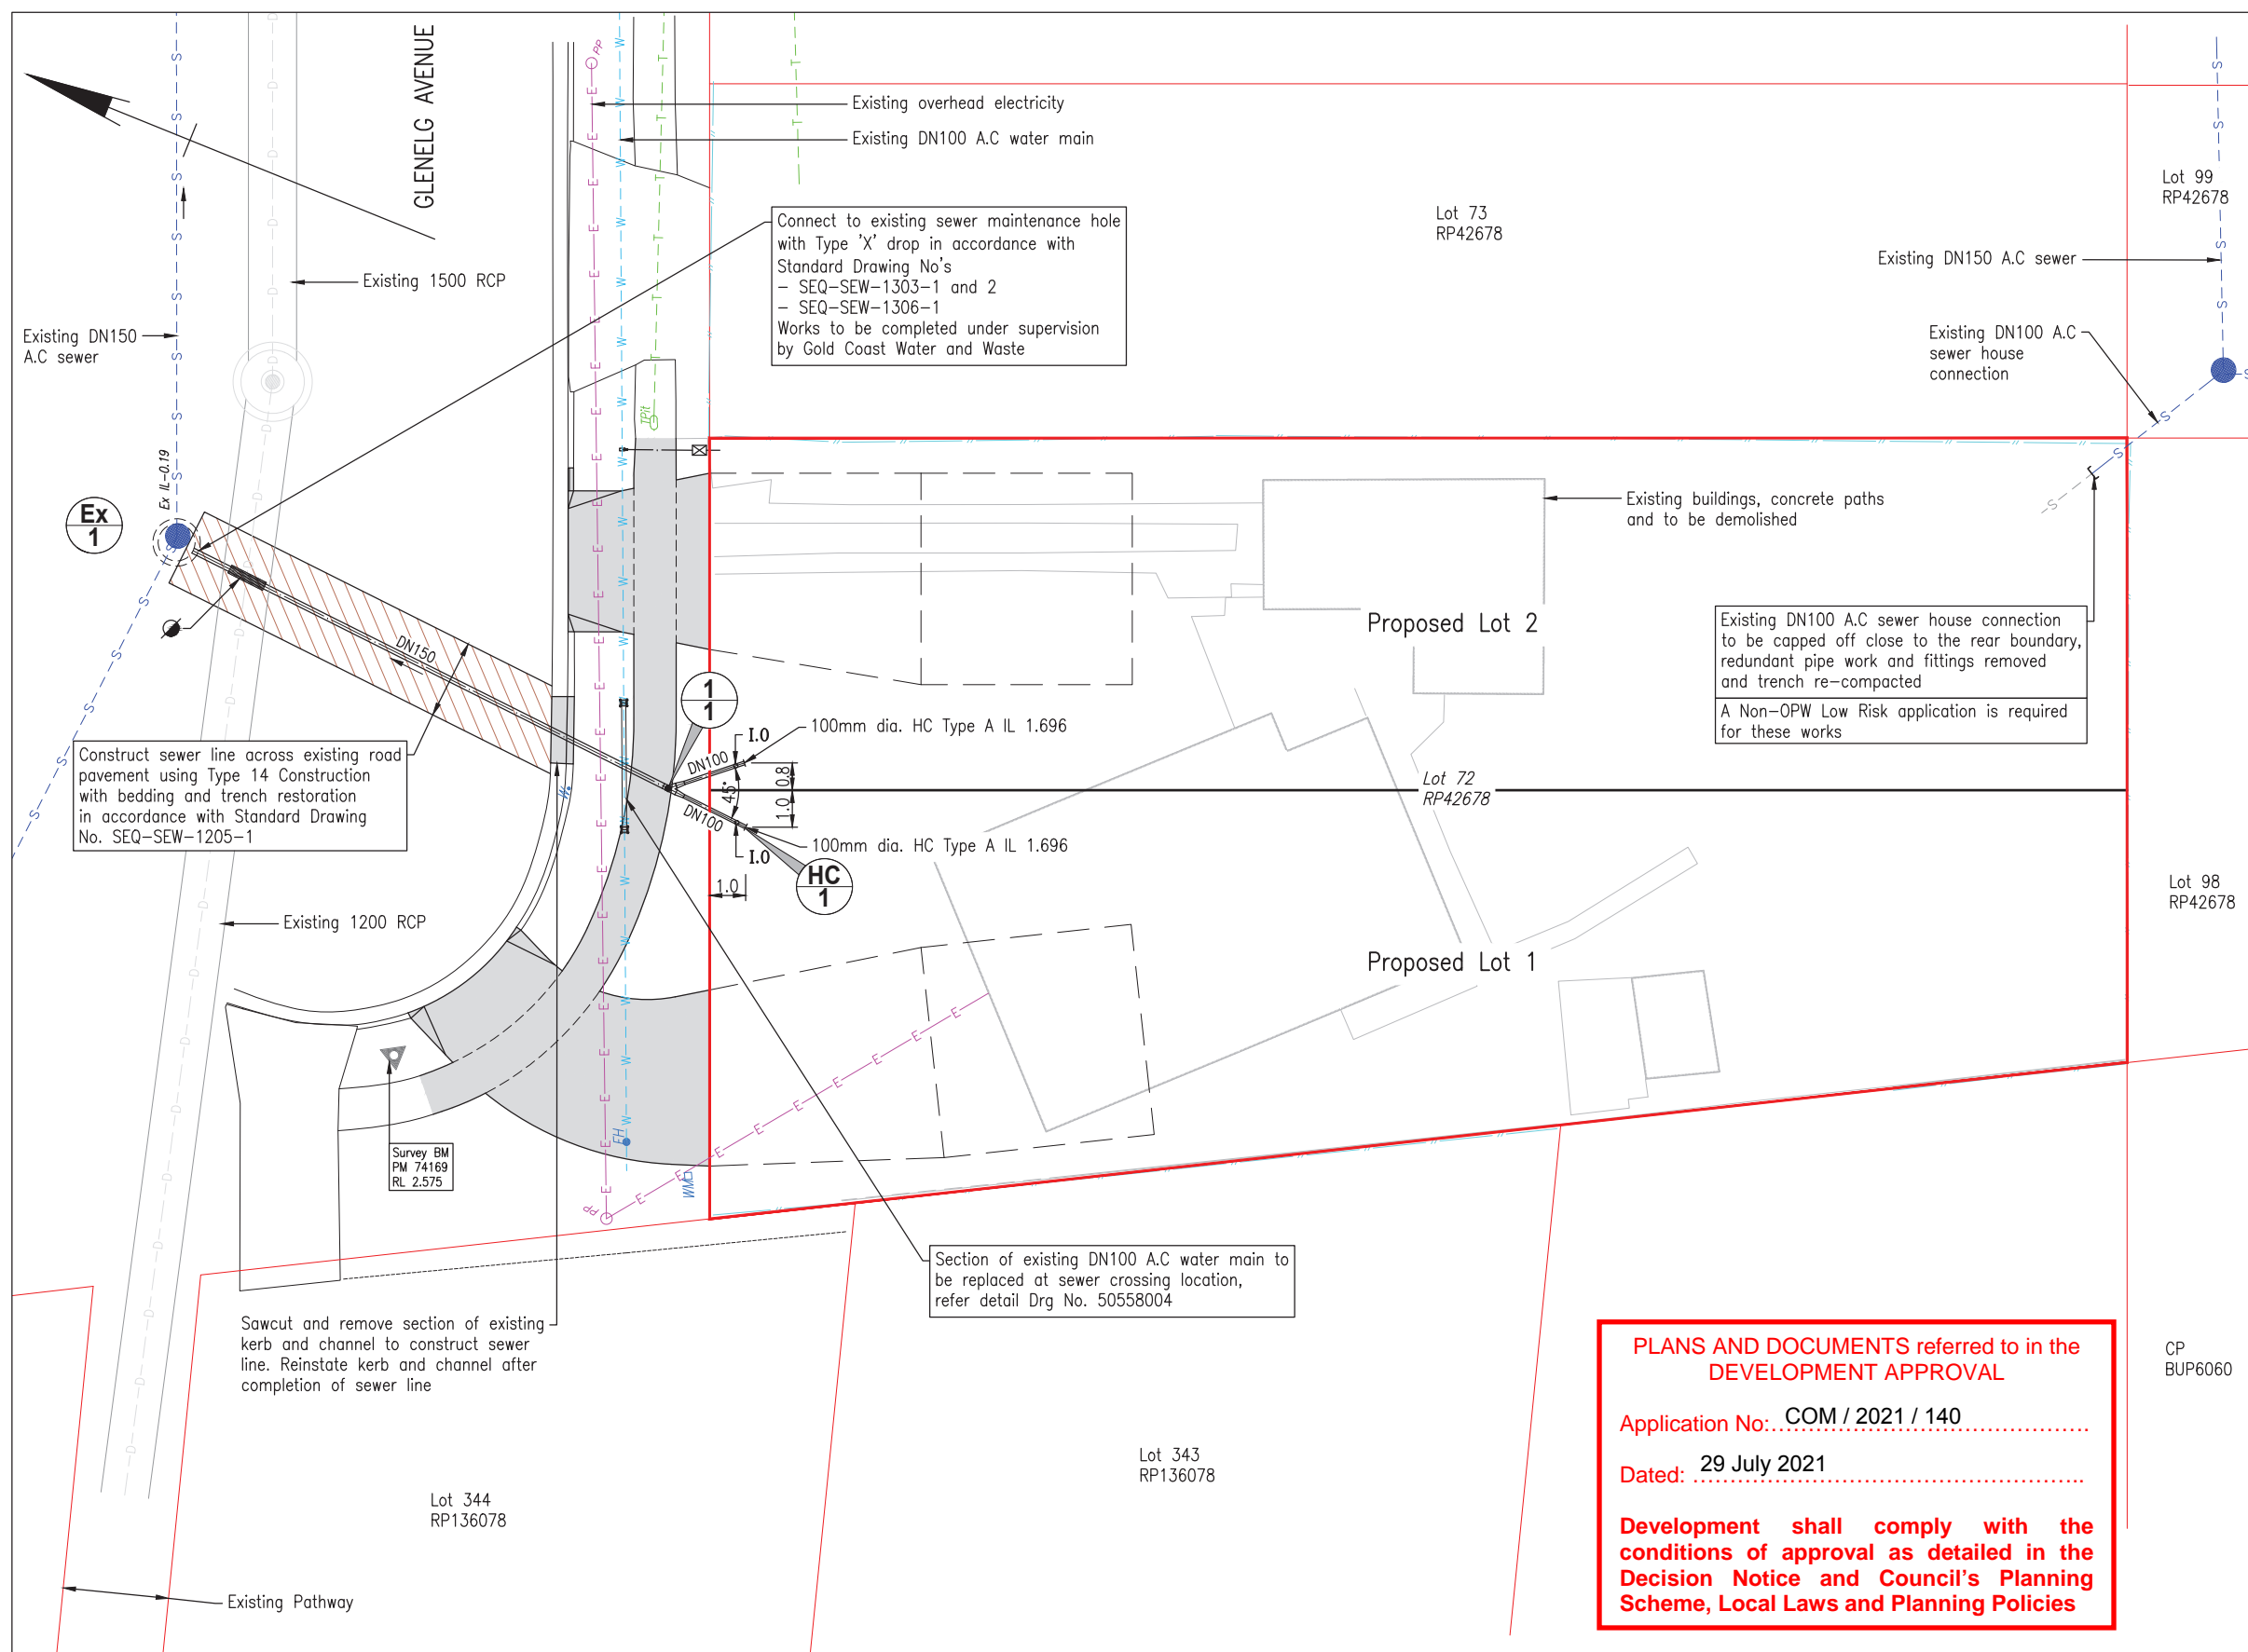 GLENELG AVENUE
PP
Existing overhead electricity
Existing DN100 A.C water main
Lot 99
RP42678
Lot 73
RP42678
Connect to existing sewer maintenance hole
with Type 'X' drop in accordance with
Standard Drawing No's
- SEQ-SEW-1303-1 and 2
- SEQ-SEW-1306-1
Works to be completed under supervision
by Gold Coast Water and Waste
Existing 1500 RCP
Existing DN150 A.C sewer
Existing DN150
A.C sewer
Existing DN100 A.C
sewer house
connection
TPit
Ex IL-0.19
Ex
1
Existing buildings, concrete paths
and to be demolished
Proposed Lot 2
Existing DN100 A.C sewer house connection
to be capped off close to the rear boundary,
redundant pipe work and fittings removed
and trench re-compacted
A Non-OPW Low Risk application is required
for these works
DN150
1
1
100mm dia. HC Type A IL 1.696
1.0
DN100
45°
0.8
1.0
DN100
Lot 72
RP42678
Construct sewer line across existing road
pavement using Type 14 Construction
with bedding and trench restoration
in accordance with Standard Drawing
No. SEQ-SEW-1205-1
100mm dia. HC Type A IL 1.696
1.0
1.0
HC
1
Lot 98
RP42678
Existing 1200 RCP
Proposed Lot 1
Survey BM
PM 74169
RL 2.575
FH
WM
PP
Section of existing DN100 A.C water main to
be replaced at sewer crossing location,
refer detail Drg No. 50558004
Sawcut and remove section of existing
kerb and channel to construct sewer
line. Reinstate kerb and channel after
completion of sewer line
PLANS AND DOCUMENTS referred to in the
DEVELOPMENT APPROVAL
Application No: COM / 2021 / 140
Dated: 29 July 2021
Development shall comply with the
conditions of approval as detailed in the
Decision Notice and Council's Planning
Scheme, Local Laws and Planning Policies
CP
BUP6060
Lot 343
RP136078
Lot 344
RP136078
Existing Pathway